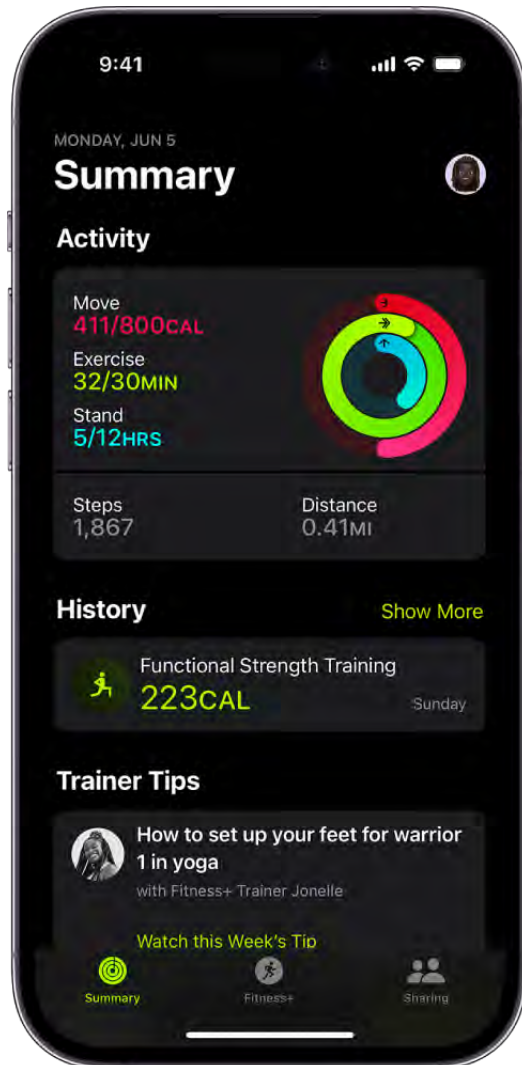 9:41
MONDAY, JUN 5
Summary
Activity
Move
411/800CAL
Exercise
32/30MIN
Stand
5/12HRS
Steps
1,867
Distance
0.41MI
History
Show More
Functional Strength Training
223CAL
Sunday
Trainer Tips
How to set up your feet for warrior
1 in yoga
with Fitness+ Trainer Jonelle
Watch this Week's Tip
Summary
Fitness+
Sharing